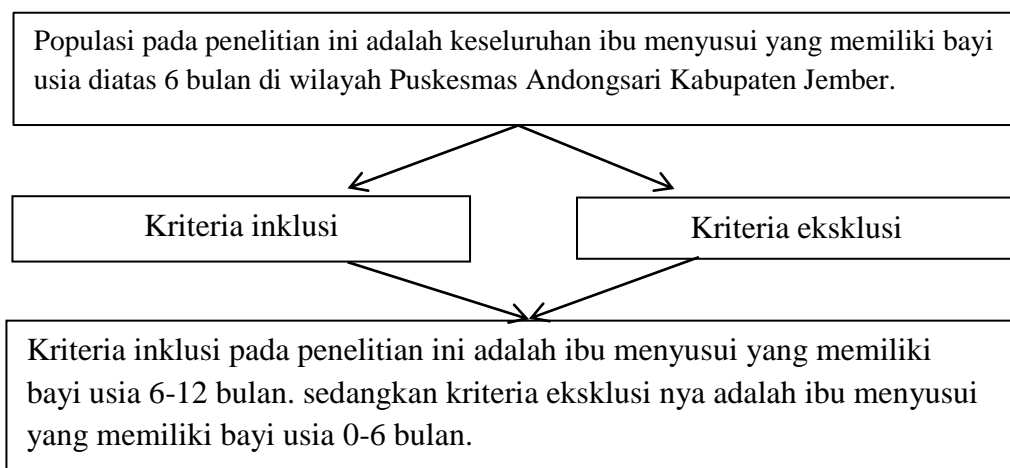 Populasi pada penelitian ini adalah keseluruhan ibu menyusui yang memiliki bayi
usia diatas 6 bulan di wilayah Puskesmas Andongsari Kabupaten Jember.
Kriteria inklusi
Kriteria eksklusi
Kriteria inklusi pada penelitian ini adalah ibu menyusui yang memiliki
bayi usia 6-12 bulan. sedangkan kriteria eksklusi nya adalah ibu menyusui
yang memiliki bayi usia 0-6 bulan.